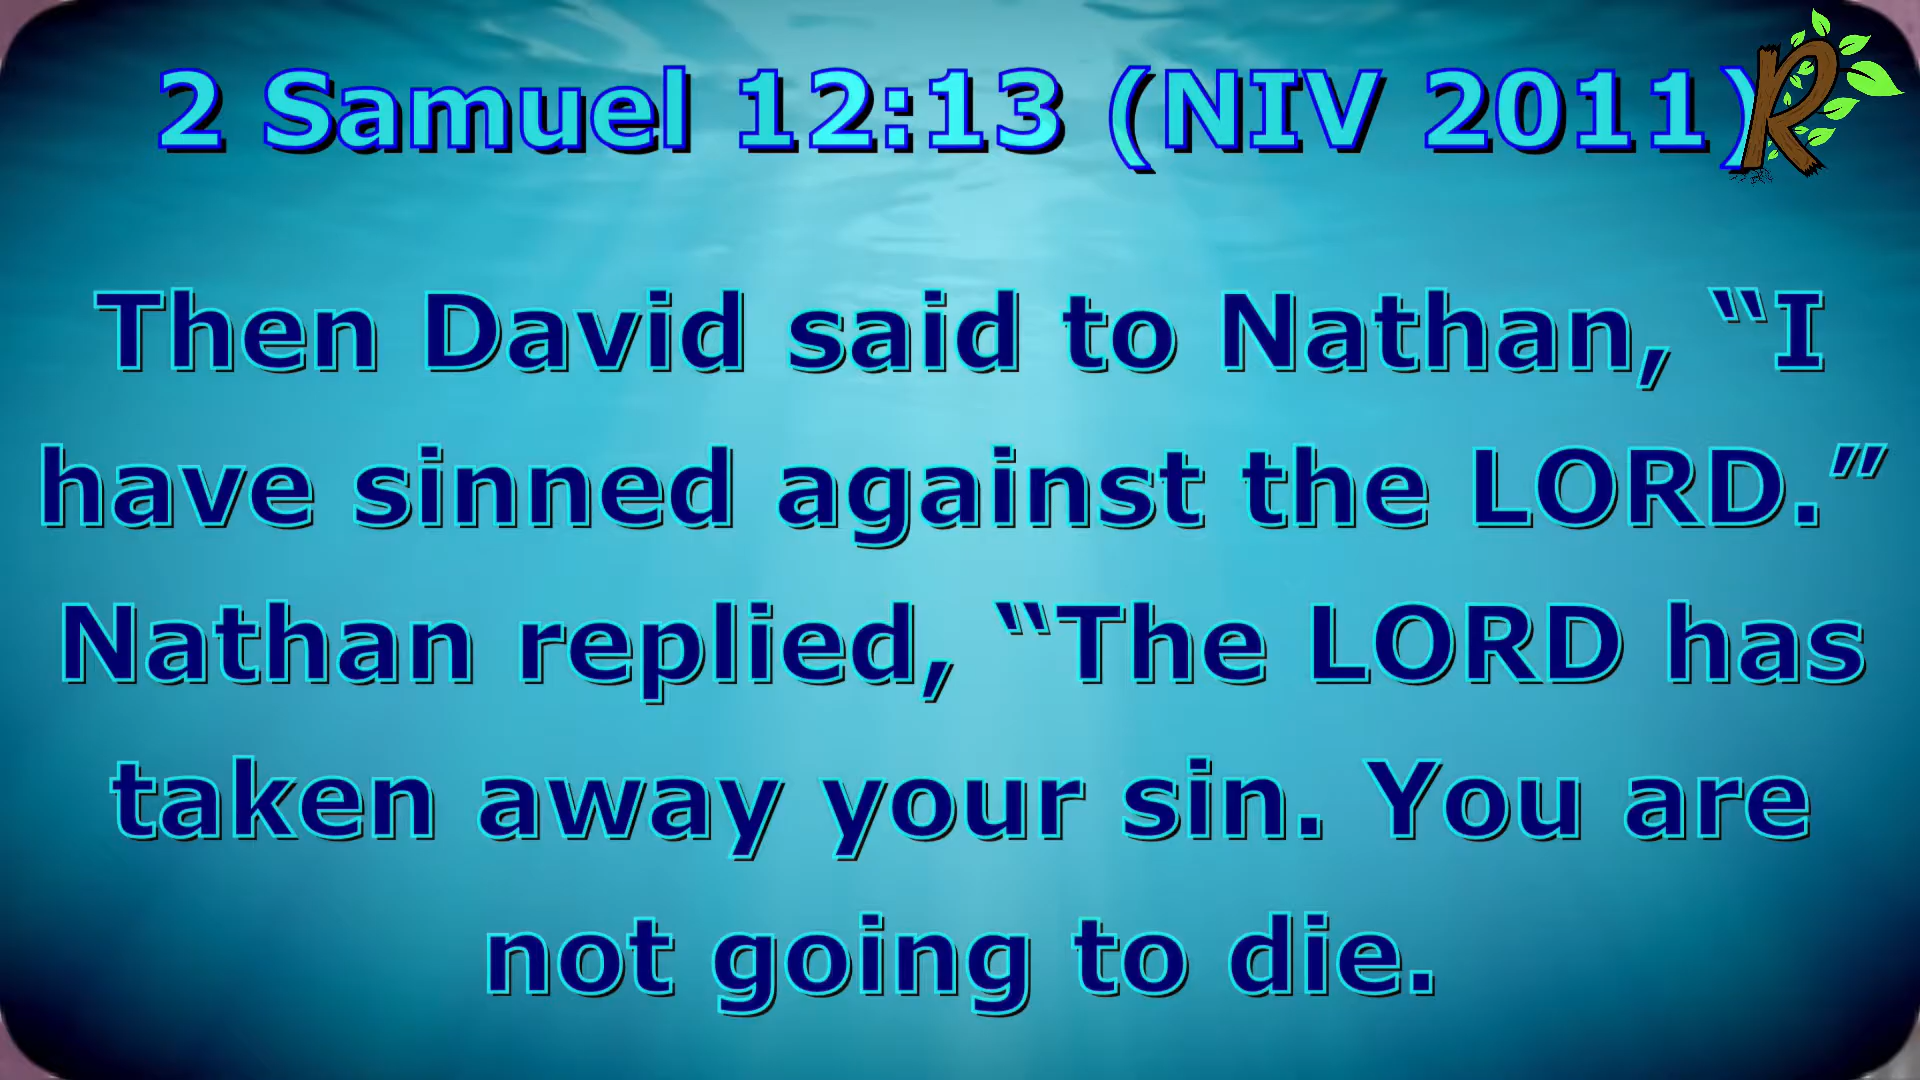 2 Samuel 12:13 (NIV 2011)
R
Then David said to Nathan, “I
have sinned against the LORD.”
Nathan replied, “The LORD has
taken away your sin. You are
not going to die.